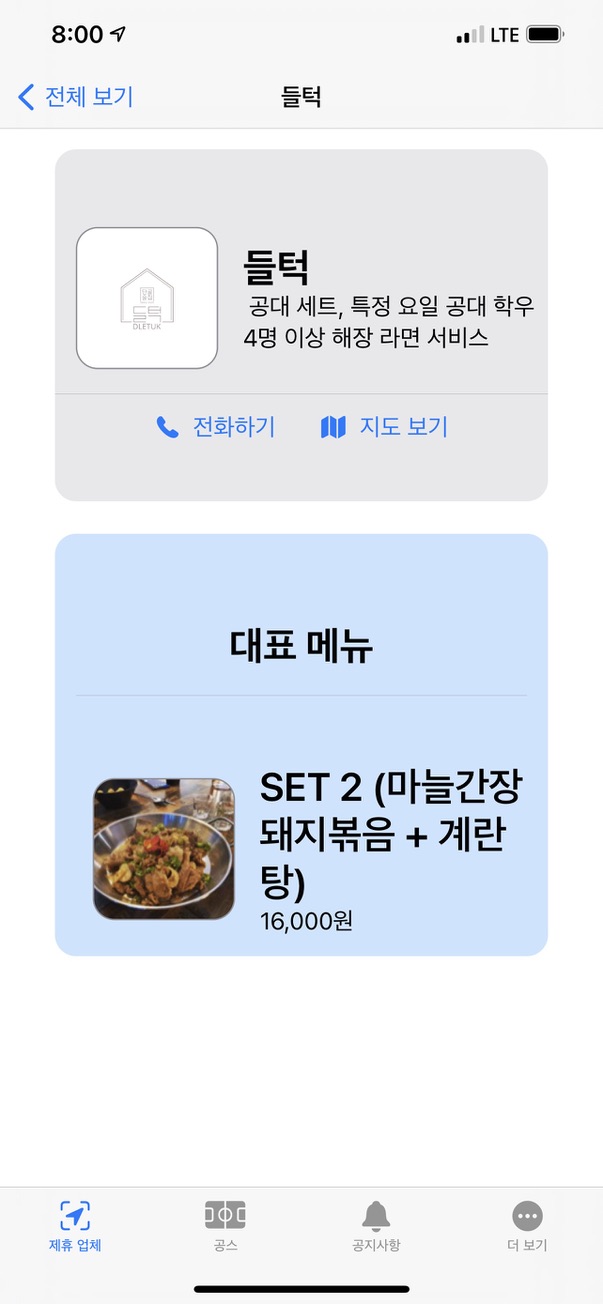 8:00
LTE
전체 보기
들턱
들턱
DLETUK
공대 세트, 특정 요일 공대 학우
4명 이상 해장 라면 서비스
전화하기
지도 보기
대표 메뉴
SET 2 (마늘간장
돼지볶음 + 계란
탕)
16,000원
제휴 업체
공스
공지사항
더 보기